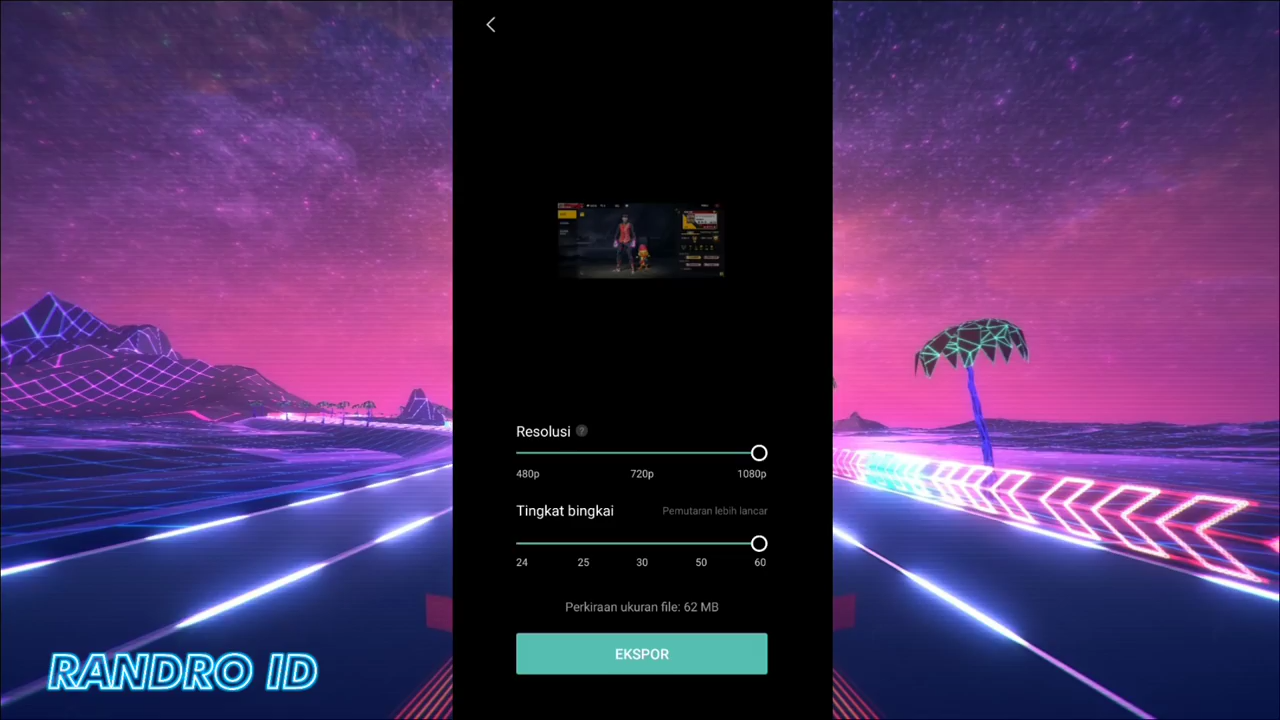 Resolusi ?
480p 720p 1080p
Tingkat bingkai Pemutaran lebih lancar
24 25 30 50 60
Perkiraan ukuran file: 62 MB
EKSPOR
RANDRO ID